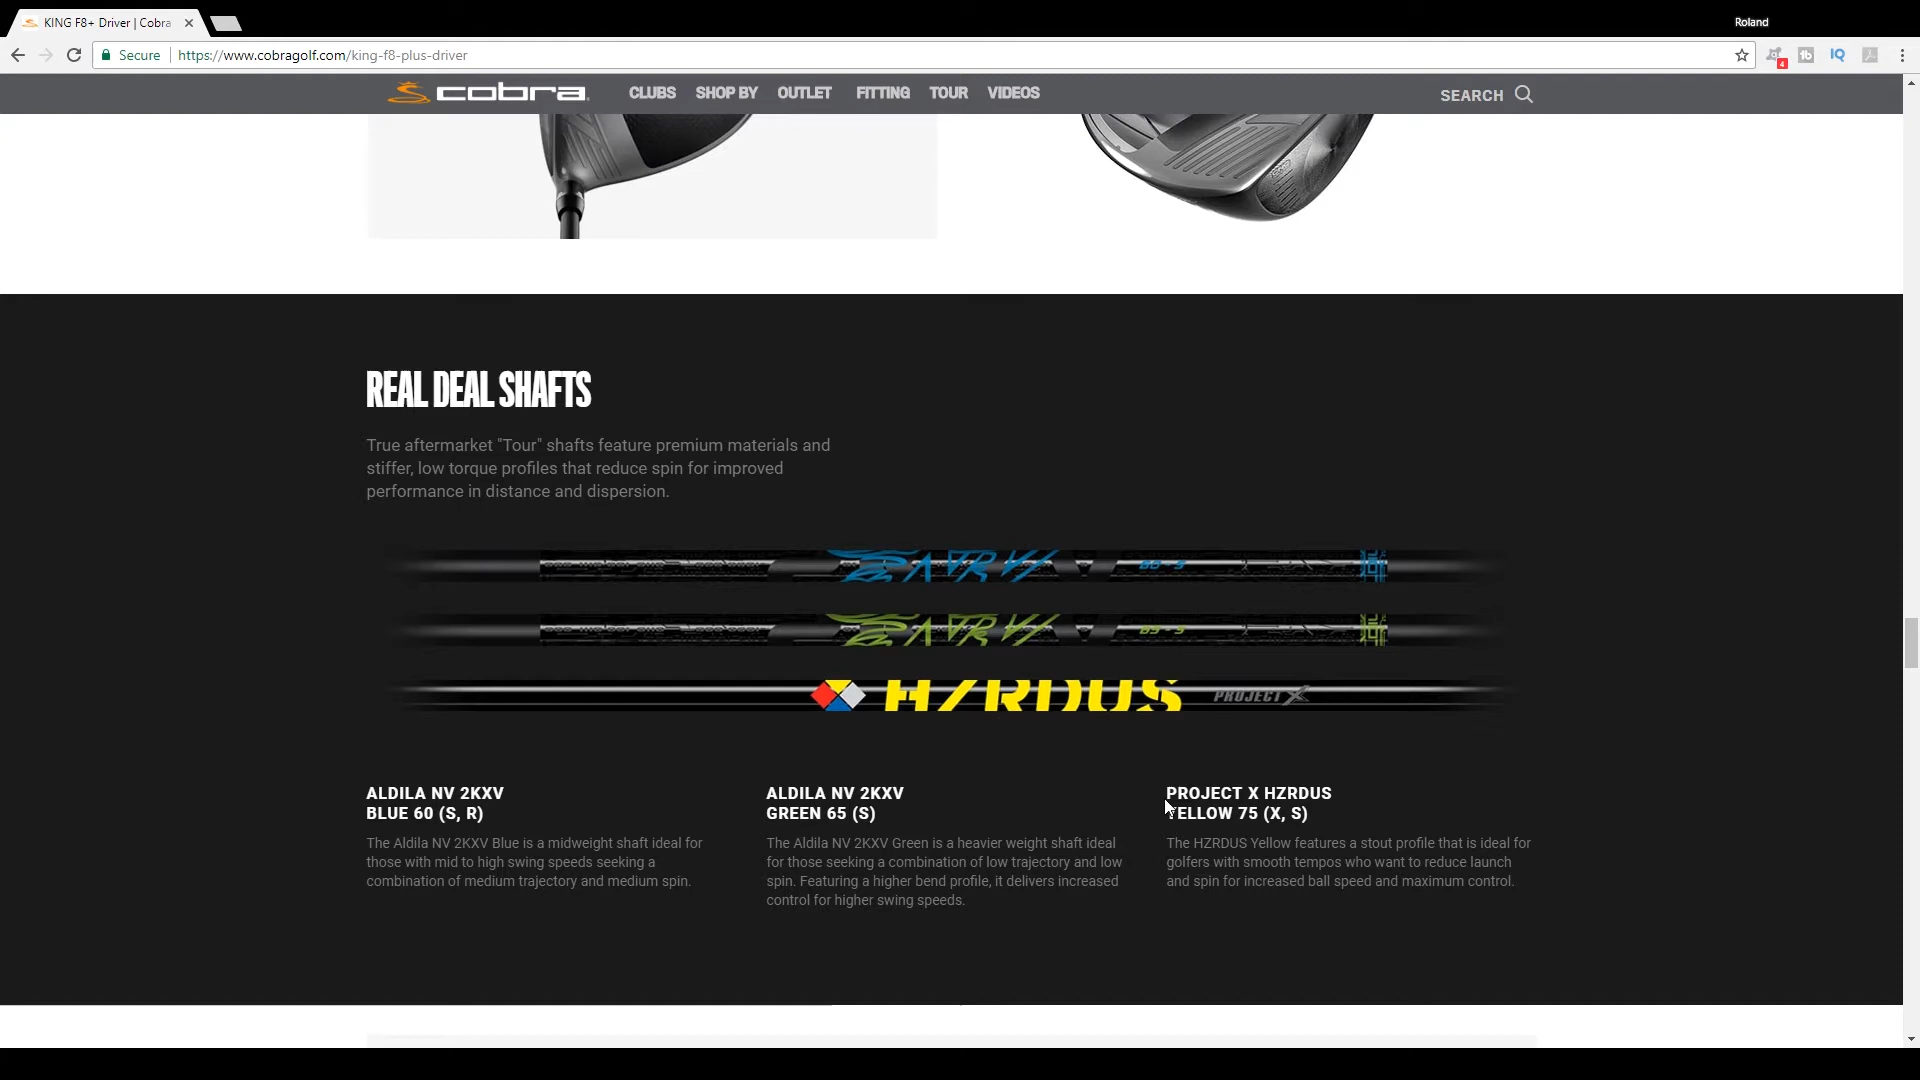 KING F8+ Driver | Cobra
Roland
Secure
https://www.cobragolf.com/king-f8-plus-driver
4
tb
IQ
cobra
CLUBS SHOP BY OUTLET FITTING TOUR VIDEOS
SEARCH
REAL DEAL SHAFTS
True aftermarket "Tour" shafts feature premium materials and
stiffer, low torque profiles that reduce spin for improved
performance in distance and dispersion.
HZRDUS PROJECT X
ALDILA NV 2KXV
BLUE 60 (S, R)
The Aldila NV 2KXV Blue is a midweight shaft ideal for
those with mid to high swing speeds seeking a
combination of medium trajectory and medium spin.
ALDILA NV 2KXV
GREEN 65 (S)
The Aldila NV 2KXV Green is a heavier weight shaft ideal
for those seeking a combination of low trajectory and low
spin. Featuring a higher bend profile, it delivers increased
control for higher swing speeds.
PROJECT X HZRDUS
YELLOW 75 (X, S)
The HZRDUS Yellow features a stout profile that is ideal for
golfers with smooth tempos who want to reduce launch
and spin for increased ball speed and maximum control.